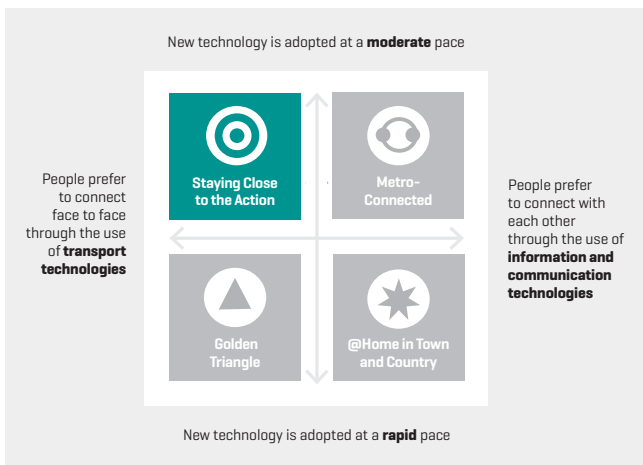 New technology is adopted at a moderate pace
Staying Close
to the Action
Metro-
Connected
People prefer
to connect
face to face
through the use
of transport
technologies
People prefer
to connect with
each other
through the use of
information and
communication
technologies
Golden
Triangle
@Home in Town
and Country
New technology is adopted at a rapid pace